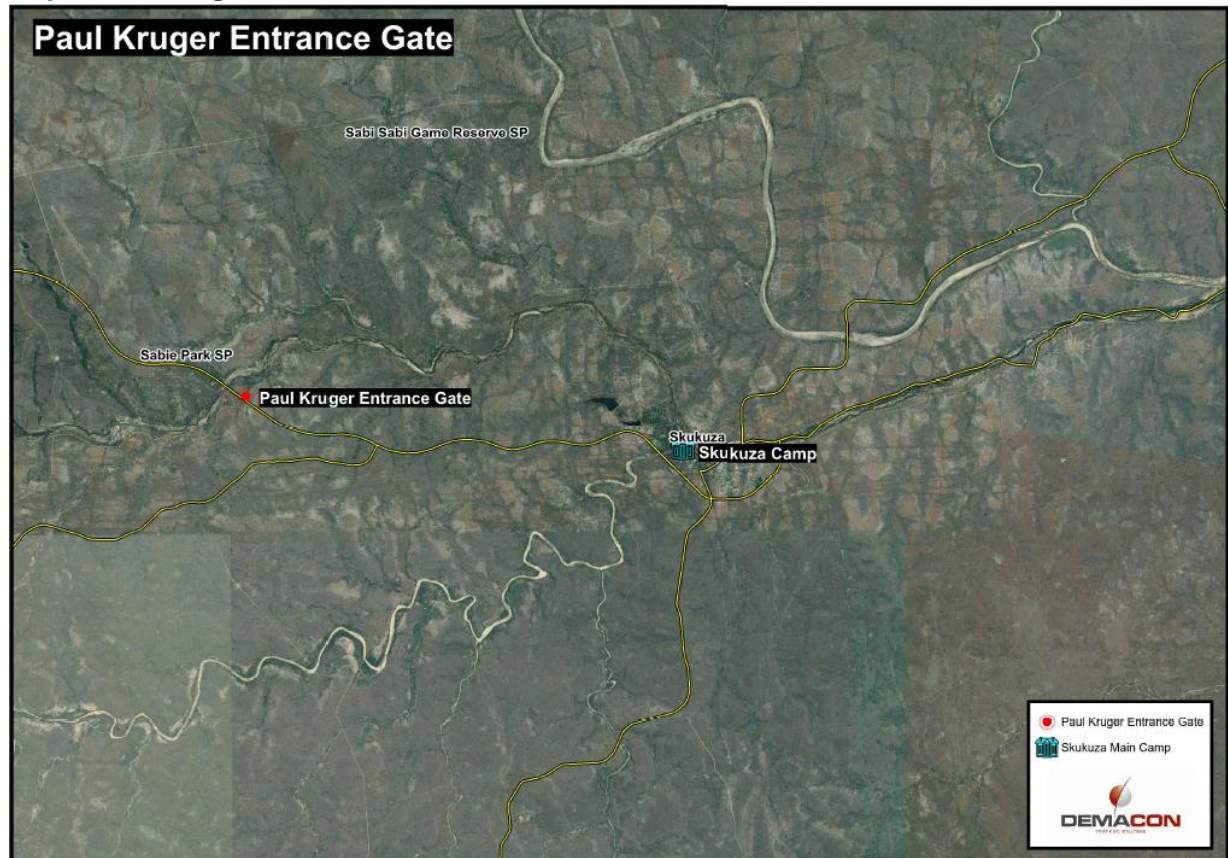 Paul Kruger Entrance Gate
Sabi Sabi Game Reserve SP
Sabie Park SP
Paul Kruger Entrance Gate
Skukuza
Skukuza Camp
Paul Kruger Entrance Gate
Skukuza Main Camp
DEMACON